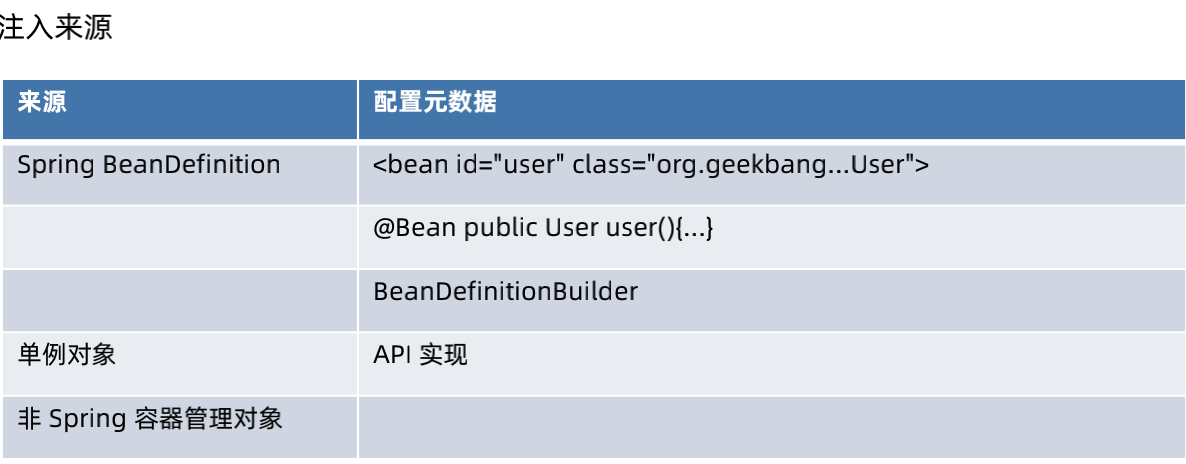 注入来源
来源 配置元数据
Spring BeanDefinition <bean id="user" class="org.geekbang...User">
@Bean public User user(){...}
BeanDefinitionBuilder
单例对象 API 实现
非 Spring 容器管理对象